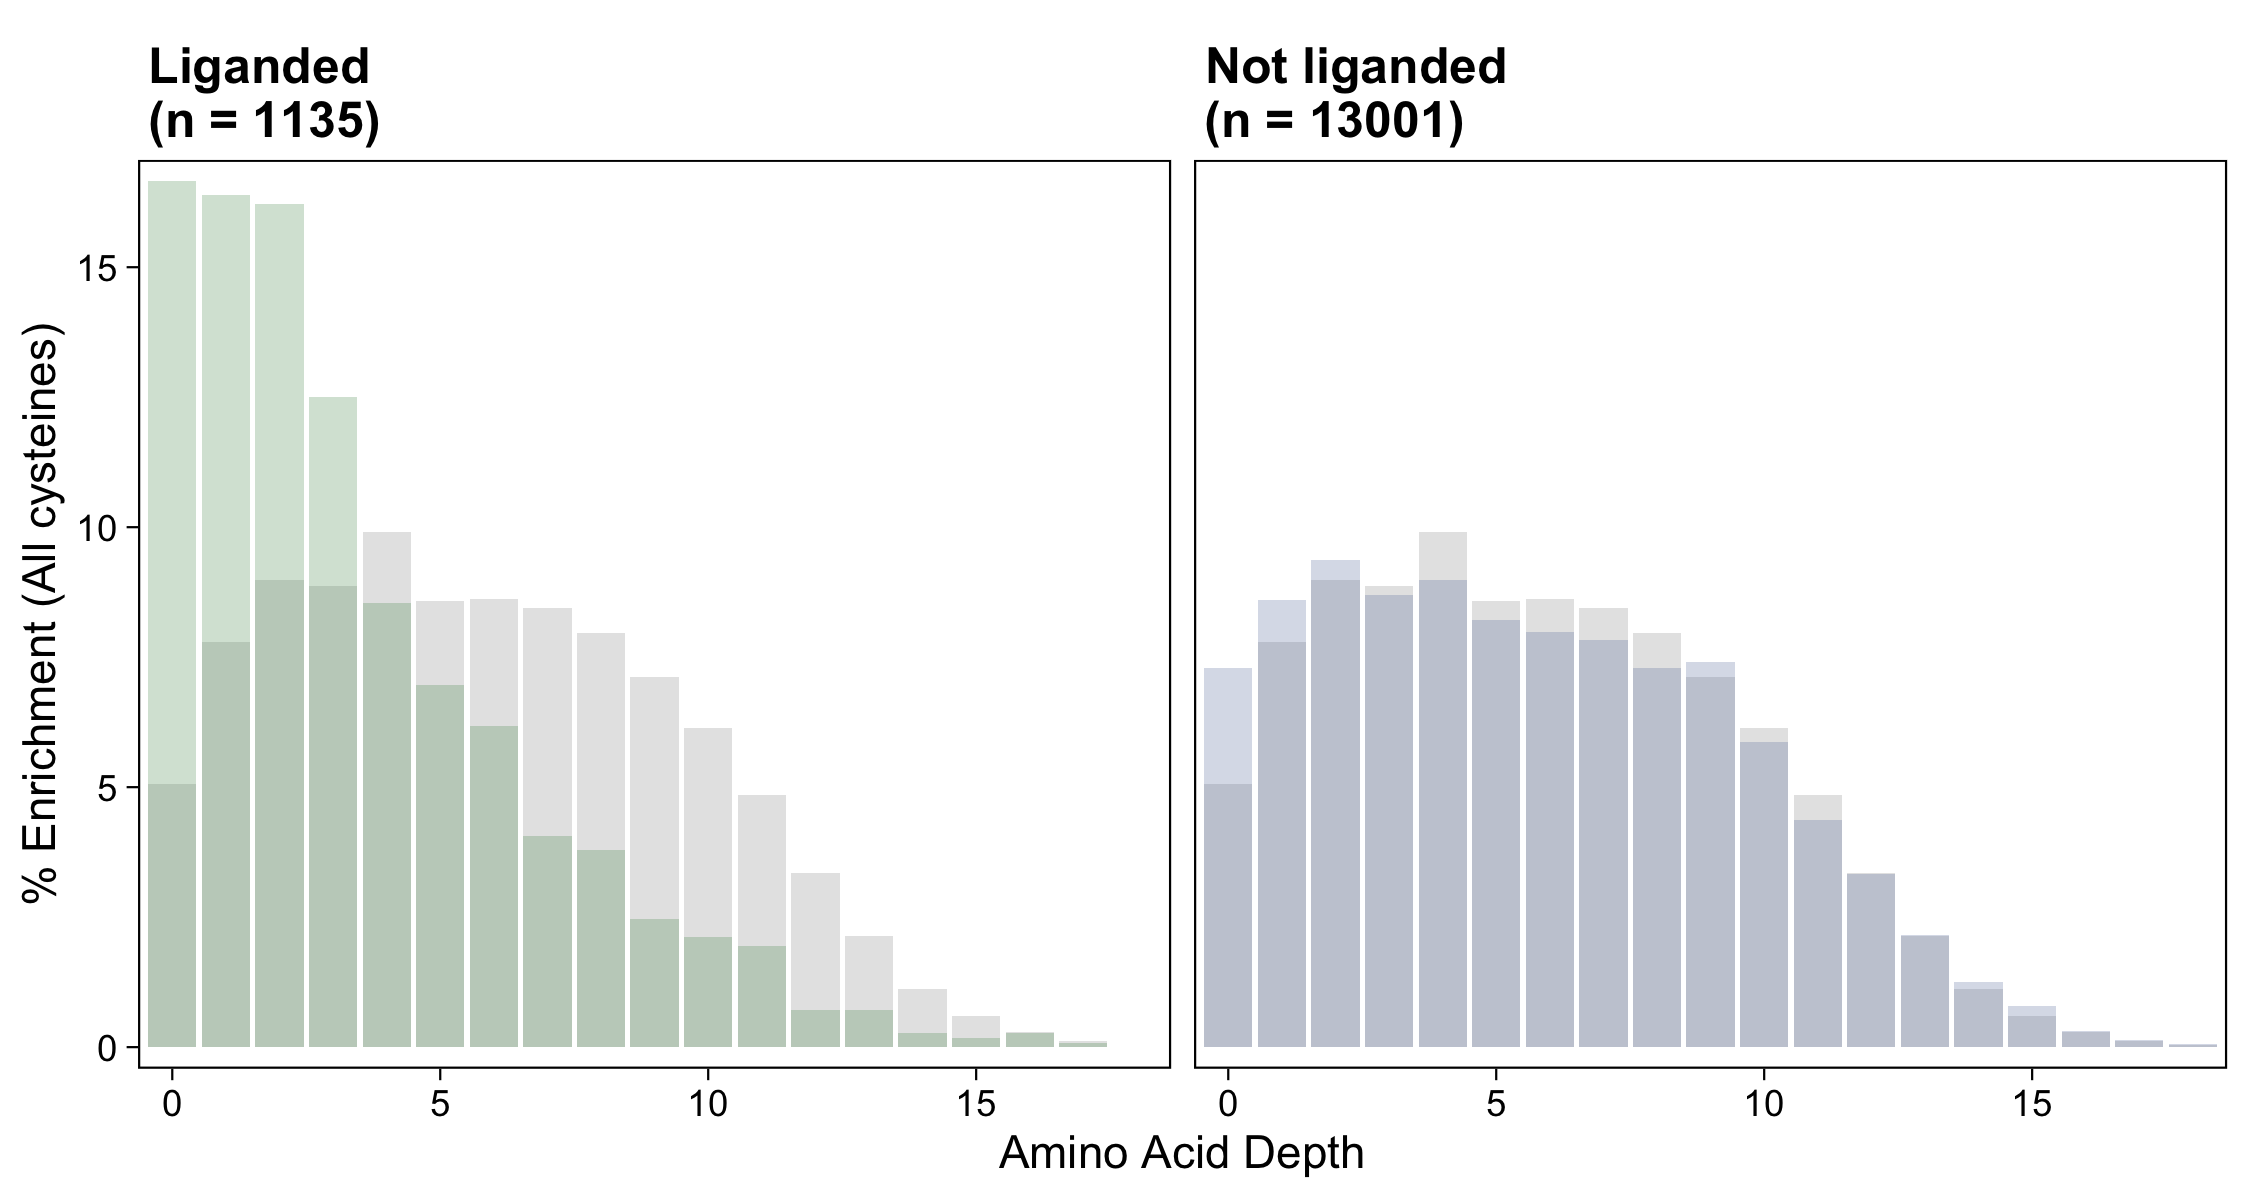 Liganded
(n = 1135)
Not liganded
(n = 13001)
% Enrichment (All cysteines)
15
10
5
0
0 5 10 15
0 5 10 15
Amino Acid Depth